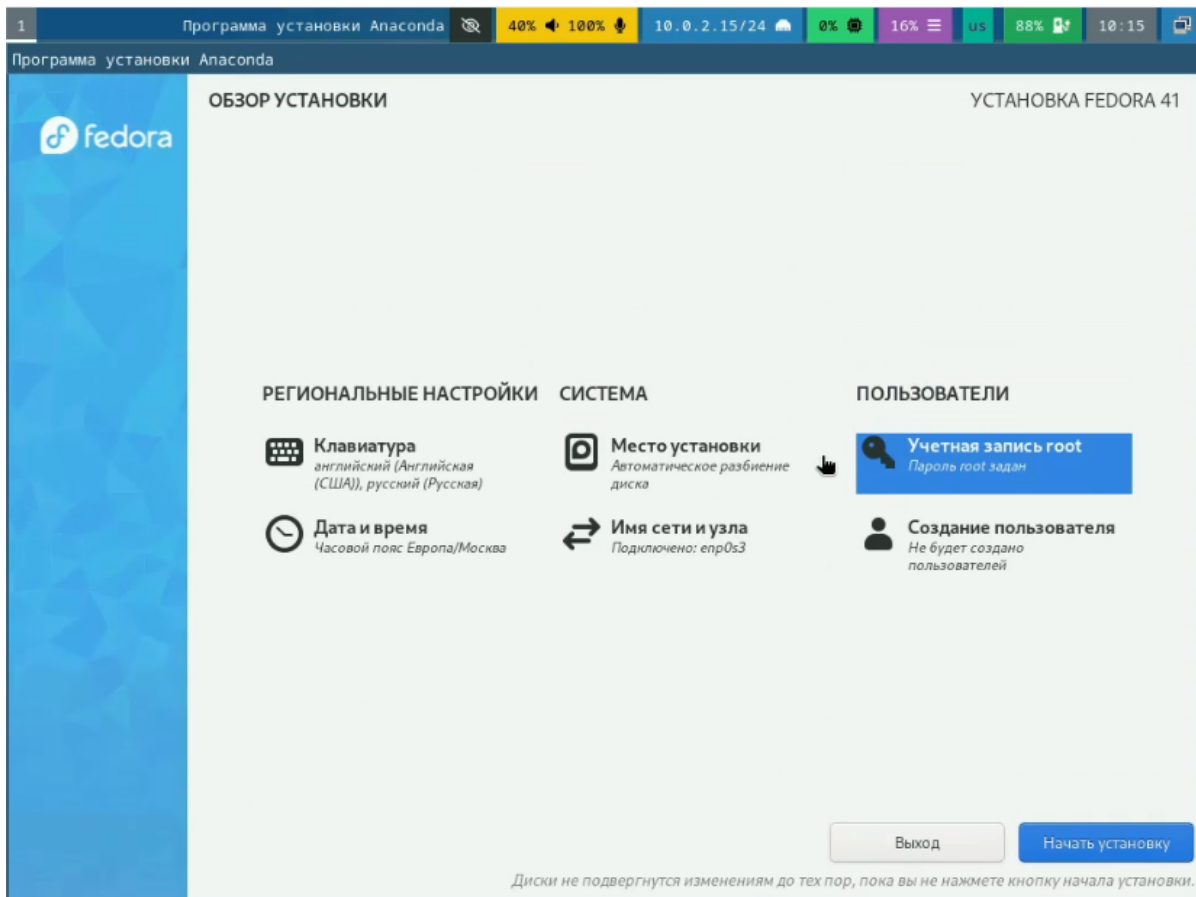 1 Программа установки Anaconda 40% 100% 10.0.2.15/24 0% 16% us 88% 10:15
Программа установки Anaconda
fedora
ОБЗОР УСТАНОВКИ
УСТАНОВКА FEDORA 41
РЕГИОНАЛЬНЫЕ НАСТРОЙКИ
Клавиатура
английский (Английская
(США)), русский (Русская)
Дата и время
Часовой пояс Европа/Москва
СИСТЕМА
Место установки
Автоматическое разбиение
диска
Имя сети и узла
Подключено: enp0s3
ПОЛЬЗОВАТЕЛИ
Учетная запись root
Пароль root задан
Создание пользователя
Не будет создано
пользователей
Выход
Начать установку
Диски не подвергнутся изменениям до тех пор, пока вы не нажмете кнопку начала установки.